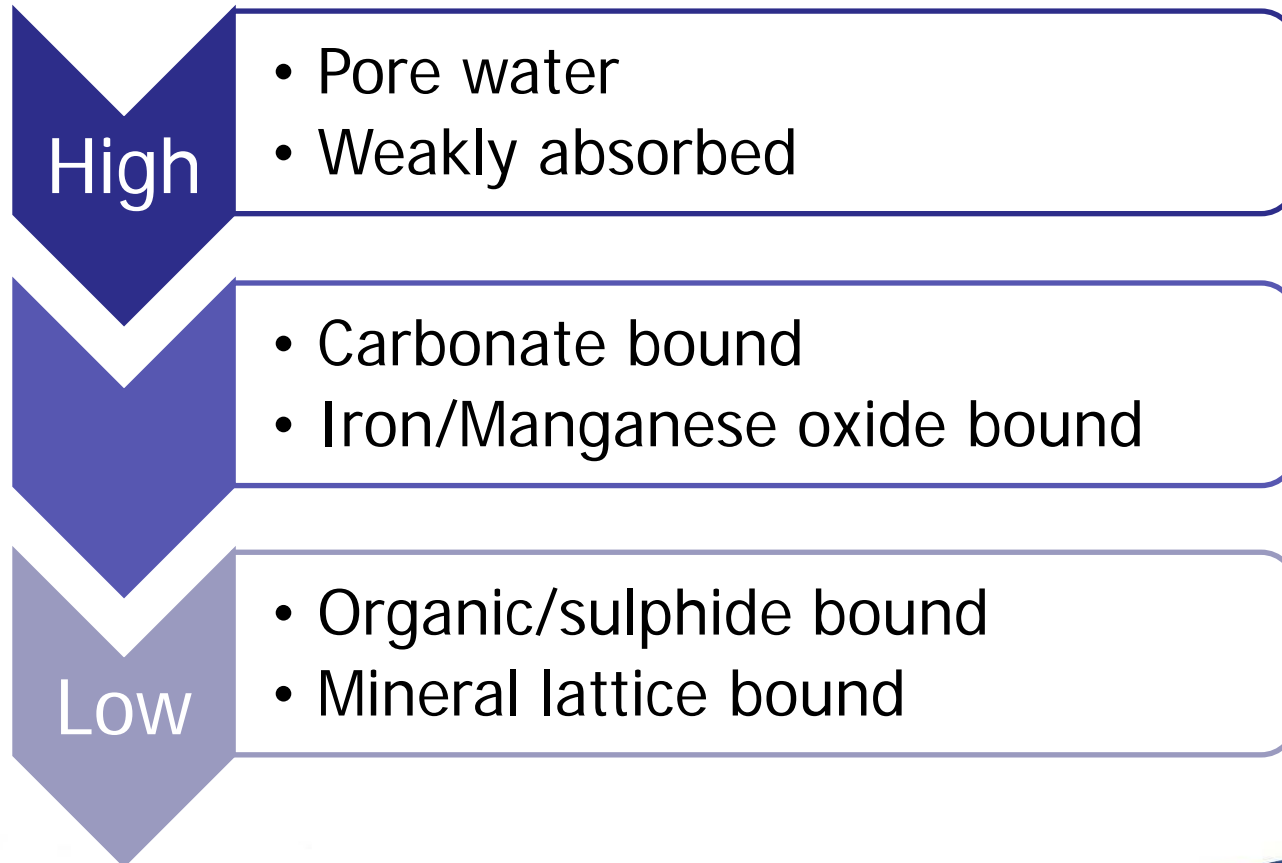 High
• Pore water
• Weakly absorbed
• Carbonate bound
• Iron/Manganese oxide bound
Low
• Organic/sulphide bound
• Mineral lattice bound